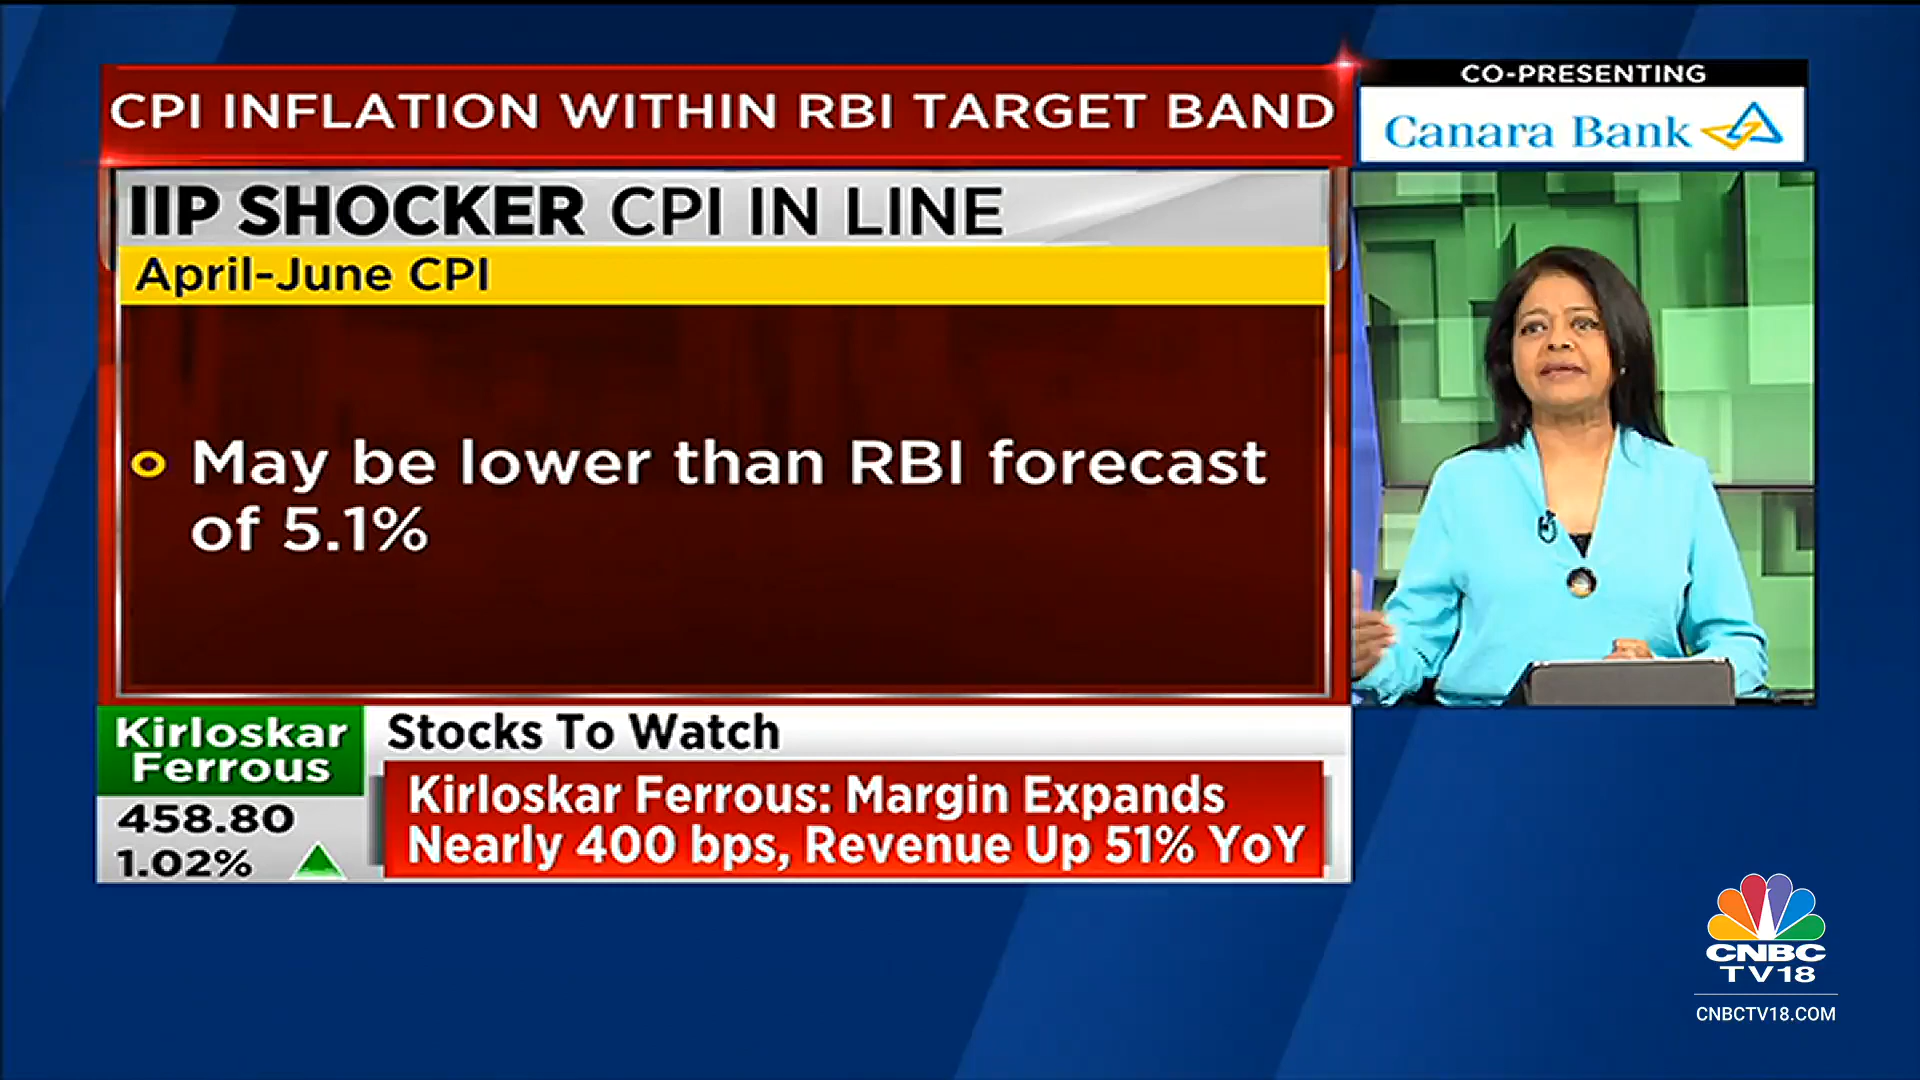 CPI INFLATION WITHIN RBI TARGET BAND
CO-PRESENTING
Canara Bank
IIP SHOCKER CPI IN LINE
April-June CPI
May be lower than RBI forecast
of 5.1%
Kirloskar
Ferrous
458.80
1.02%
Stocks To Watch
Kirloskar Ferrous: Margin Expands
Nearly 400 bps, Revenue Up 51% YoY
CNBC
TV18
CNBCTV18.COM